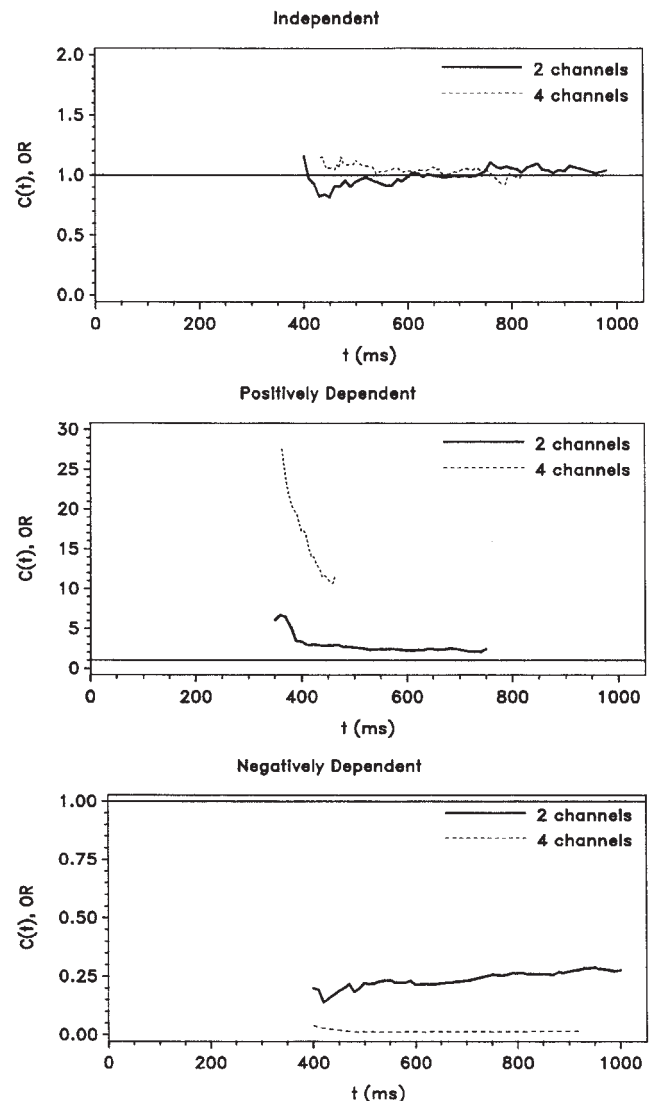 Independent
2.0
1.5
1.0
0.5
0.0
C(t), OR
2 channels
4 channels
0
200
400
600
800
1000
t (ms)
Positively Dependent
30
25
20
15
10
5
0
C(t), OR
2 channels
4 channels
0
200
400
600
800
1000
t (ms)
Negatively Dependent
1.00
0.75
0.50
0.25
0.00
C(t), OR
2 channels
4 channels
0
200
400
600
800
1000
t (ms)